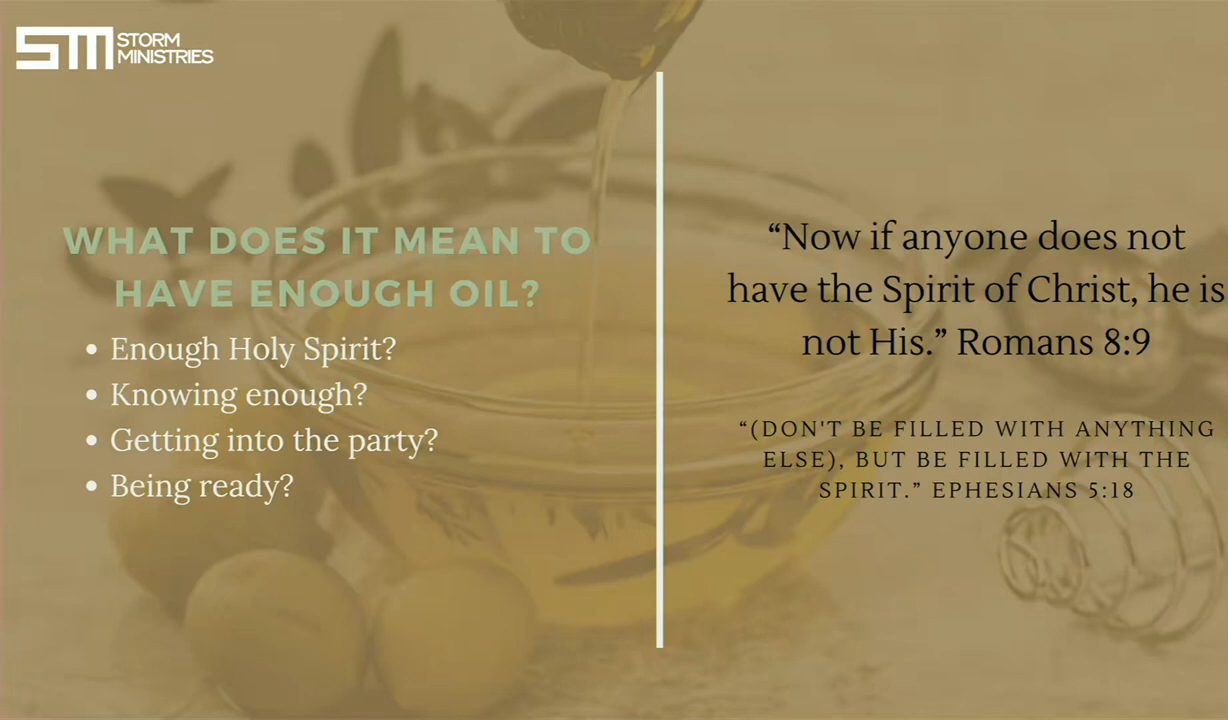 STORM
MINISTRIES
WHAT DOES IT MEAN TO
HAVE ENOUGH OIL?
• Enough Holy Spirit?
• Knowing enough?
• Getting into the party?
• Being ready?
“Now if anyone does not
have the Spirit of Christ, he is
not His.” Romans 8:9
“(DON'T BE FILLED WITH ANYTHING
ELSE), BUT BE FILLED WITH THE
SPIRIT.” EPHESIANS 5:18